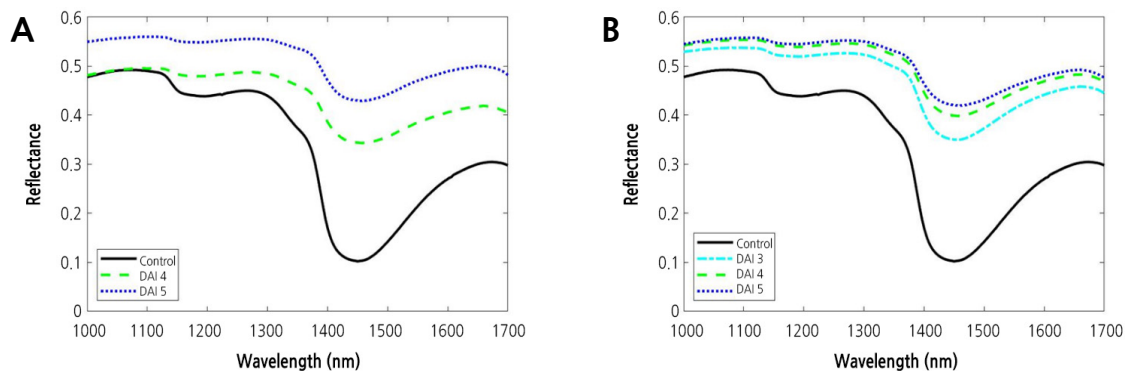 A
Reflectance
0.6
0.5
0.4
0.3
0.2
0.1
0
Control
DAI 4
DAI 5
1000 1100 1200 1300 1400 1500 1600 1700
Wavelength (nm)
B
Reflectance
0.6
0.5
0.4
0.3
0.2
0.1
0
Control
DAI 3
DAI 4
DAI 5
1000 1100 1200 1300 1400 1500 1600 1700
Wavelength (nm)